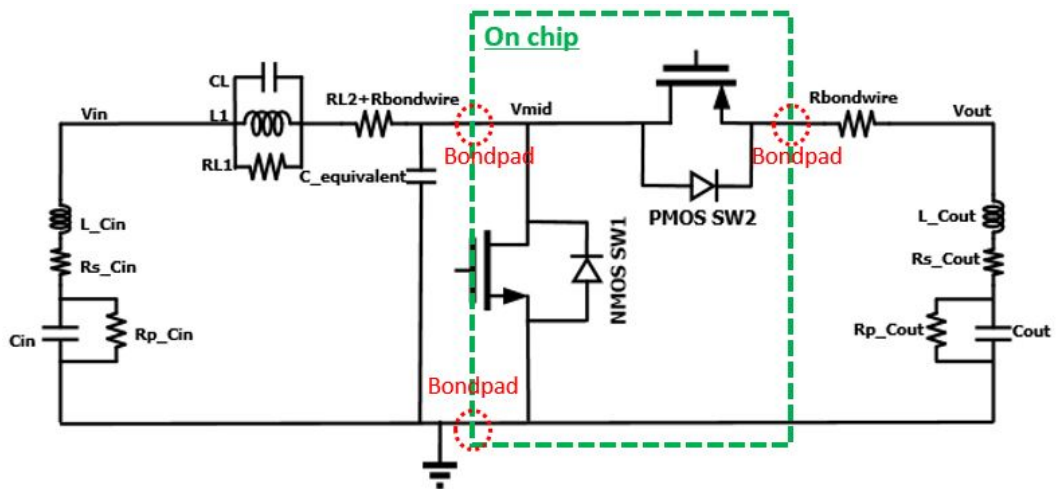 On chip
CL
RL2+Rbondwire
Rbondwire
Vin
L1
Vmid
Vout
Bondpad
Bondpad
RL1
C_equivalent
PMOS SW2
L_Cin
L_Cout
NMOS SW1
Rs_Cin
Rs_Cout
Cin
Rp_Cin
Rp_Cout
Cout
Bondpad